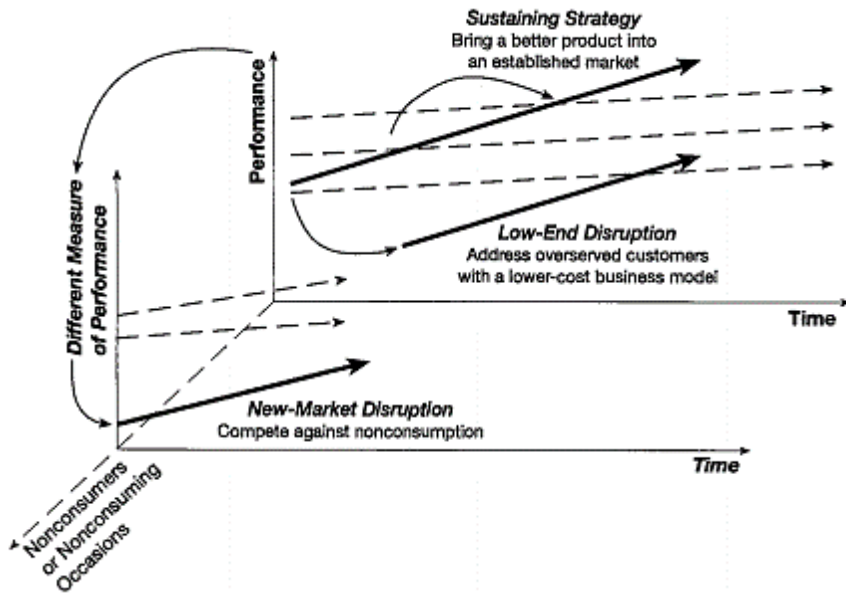 Sustaining Strategy
Bring a better product into
an established market
Performance
Different Measure
of Performance
Low-End Disruption
Address overserved customers
with a lower-cost business model
Time
New-Market Disruption
Compete against nonconsumption
Time
Nonconsumers
or Nonconsuming
Occasions